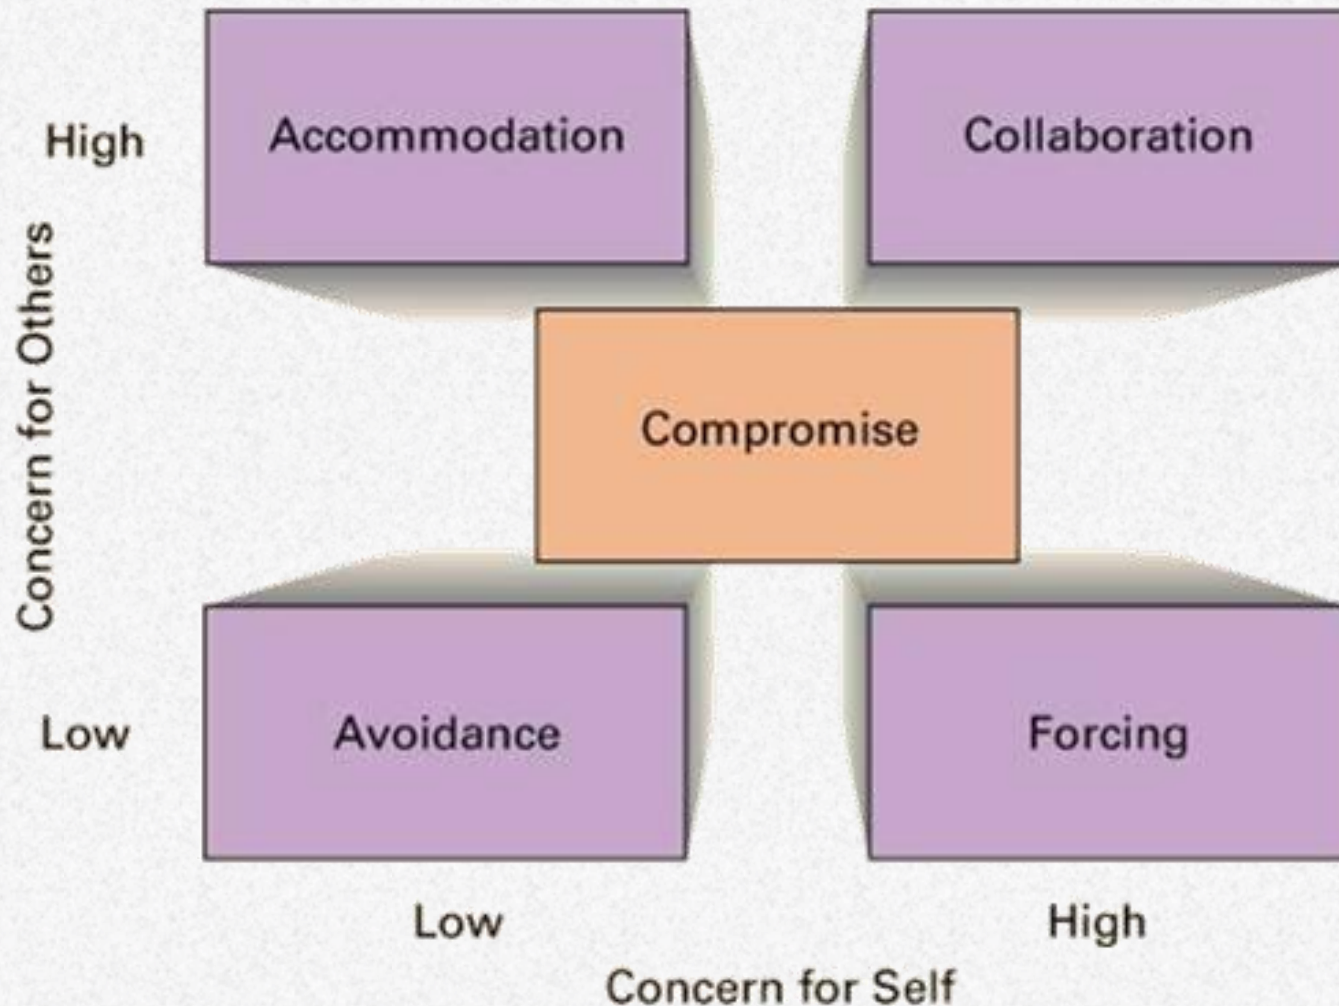 High
Accommodation
Collaboration
Concern for Others
Compromise
Low
Avoidance
Forcing
Low
High
Concern for Self